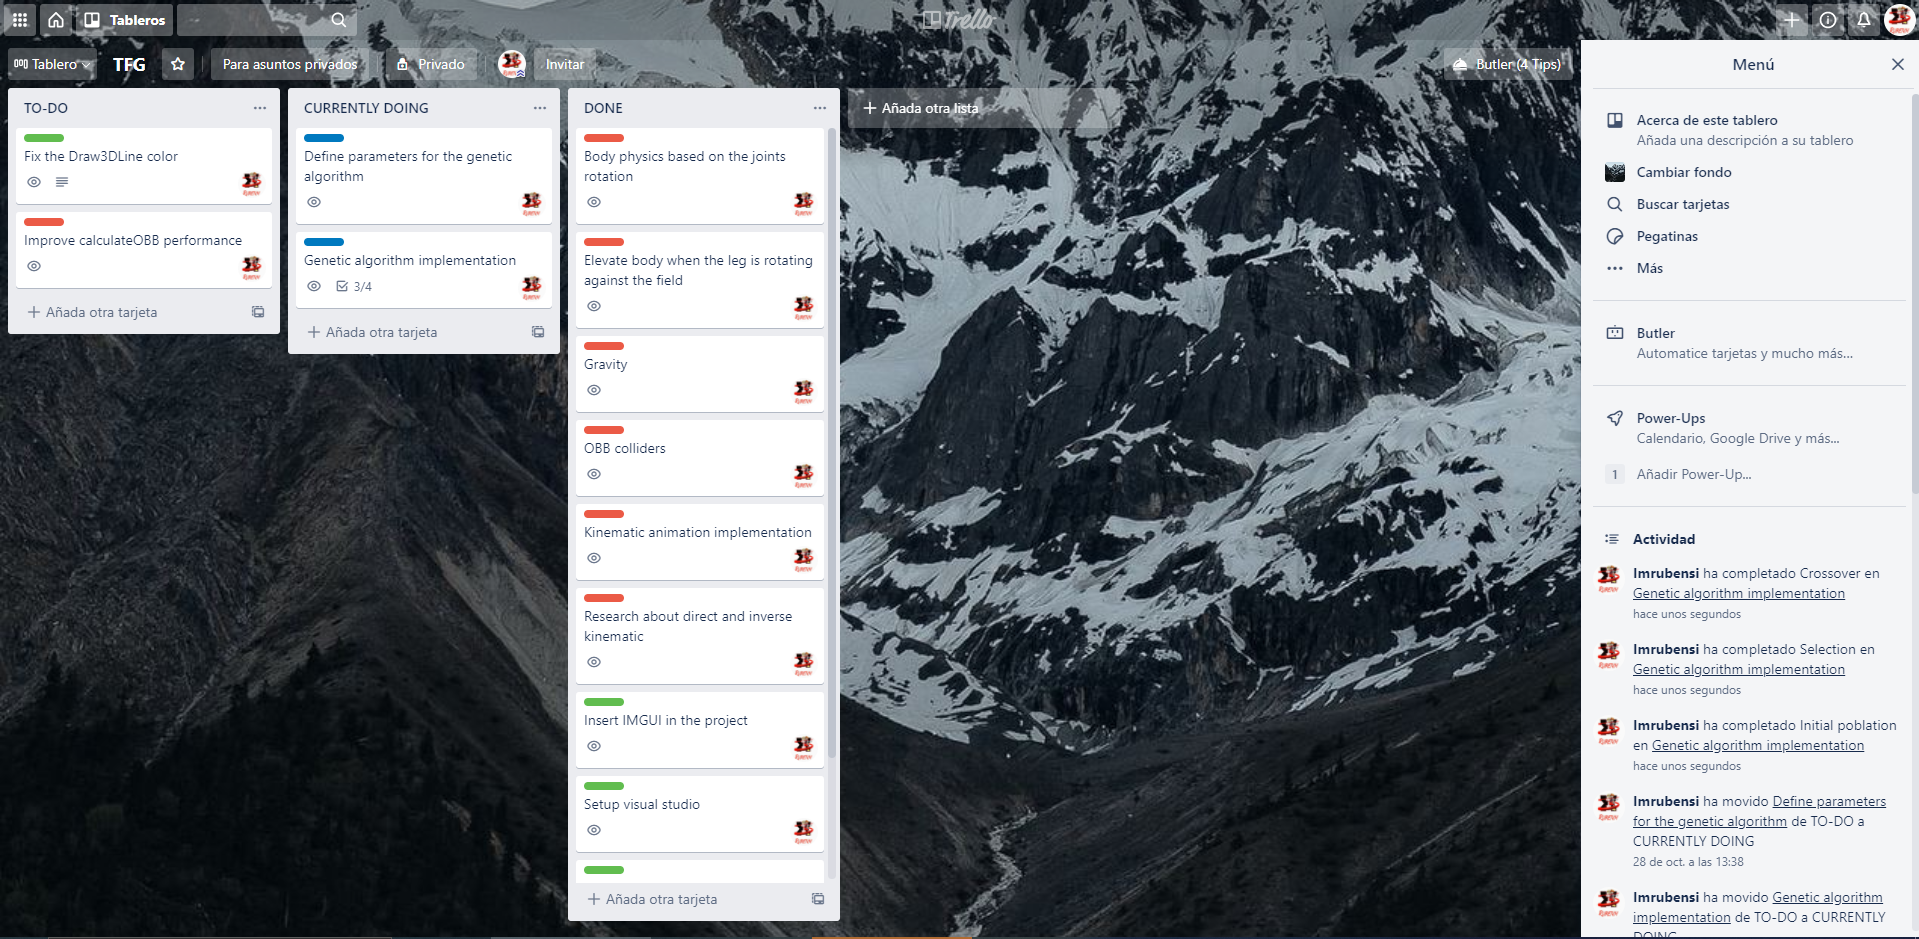 Tableros
Trello
Tablero
TFG
Para asuntos privados
Privado
Invitar
Butler (4 Tips)
TO-DO
Fix the Draw3DLine color
Improve calculateOBB performance
Añada otra tarjeta
CURRENTLY DOING
Define parameters for the genetic
algorithm
Genetic algorithm implementation
3/4
Añada otra tarjeta
DONE
Body physics based on the joints
rotation
Elevate body when the leg is rotating
against the field
Gravity
OBB colliders
Kinematic animation implementation
Research about direct and inverse
kinematic
Insert IMGUI in the project
Setup visual studio
Añada otra tarjeta
Añada otra lista
Menú
Acerca de este tablero
Añada una descripción a su tablero
Cambiar fondo
Buscar tarjetas
Pegatinas
Más
Butler
Automatice tarjetas y mucho más...
Power-Ups
Calendario, Google Drive y más...
1 Añadir Power-Up...
Actividad
Imrubensi ha completado Crossover en
Genetic algorithm implementation
hace unos segundos
Imrubensi ha completado Selection en
Genetic algorithm implementation
hace unos segundos
Imrubensi ha completado Initial poblation
en Genetic algorithm implementation
hace unos segundos
Imrubensi ha movido Define parameters
for the genetic algorithm de TO-DO a
CURRENTLY DOING
28 de oct. a las 13:38
Imrubensi ha movido Genetic algorithm
implementation de TO-DO a CURRENTLY
DOING